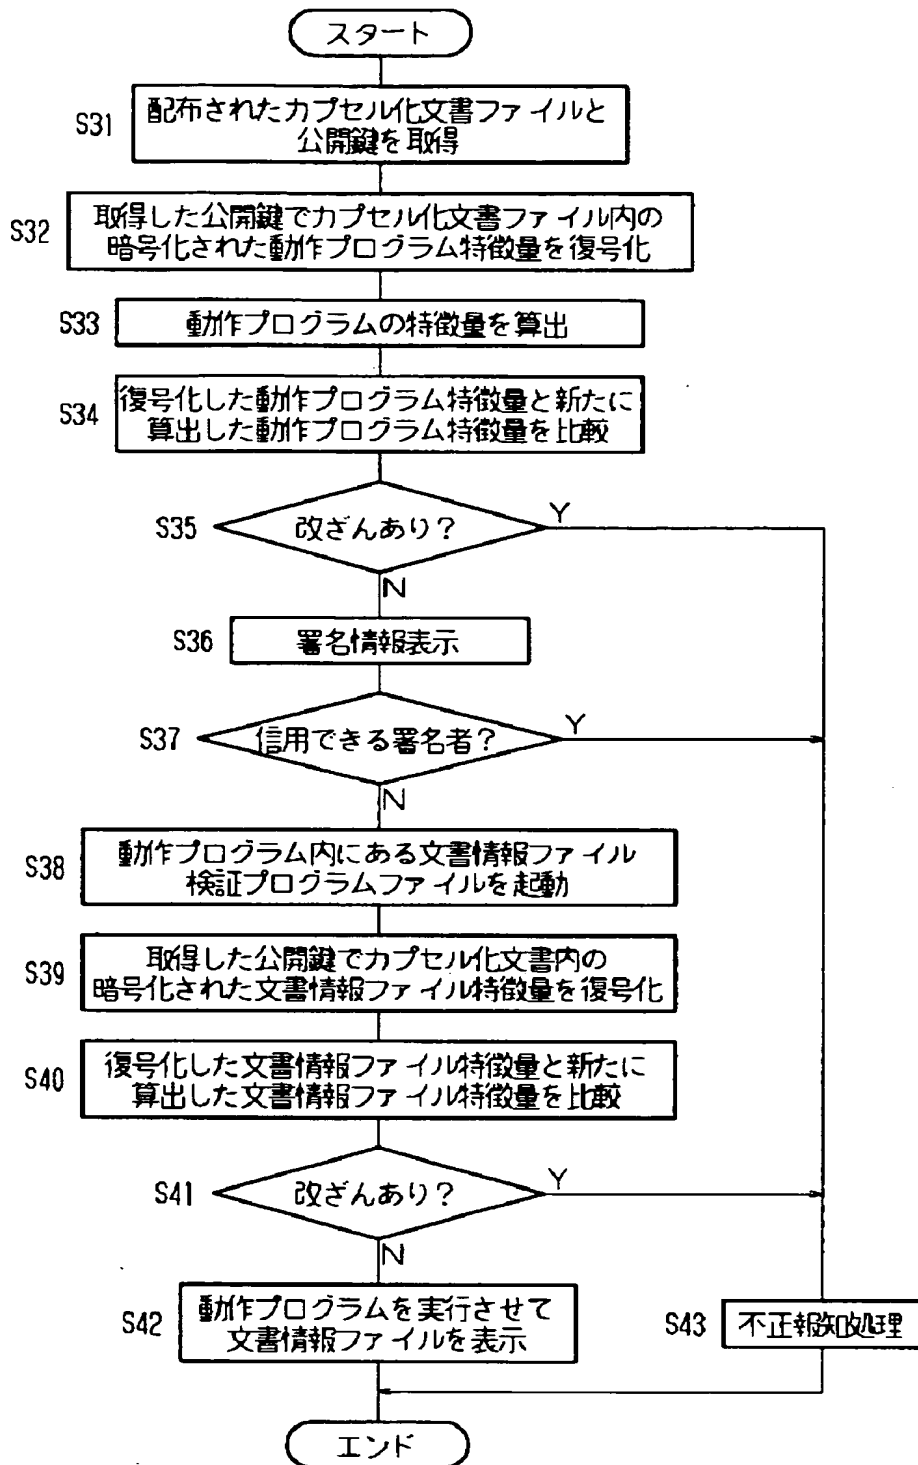 スタート
S31
配布されたカプセル化文書ファイルと
公開鍵を取得
S32
取得した公開鍵でカプセル化文書ファイル内の
暗号化された動作プログラム特徴量を復号化
S33
動作プログラムの特徴量を算出
S34
復号化した動作プログラム特徴量と新たに
算出した動作プログラム特徴量を比較
S35
改ざんあり?
Y
N
S36
署名情報表示
S37
信用できる署名者?
Y
N
S38
動作プログラム内にある文書情報ファイル
検証プログラムファイルを起動
S39
取得した公開鍵でカプセル化文書内の
暗号化された文書情報ファイル特徴量を復号化
S40
復号化した文書情報ファイル特徴量と新たに
算出した文書情報ファイル特徴量を比較
S41
改ざんあり?
Y
N
S42
動作プログラムを実行させて
文書情報ファイルを表示
S43
不正報知処理
エンド